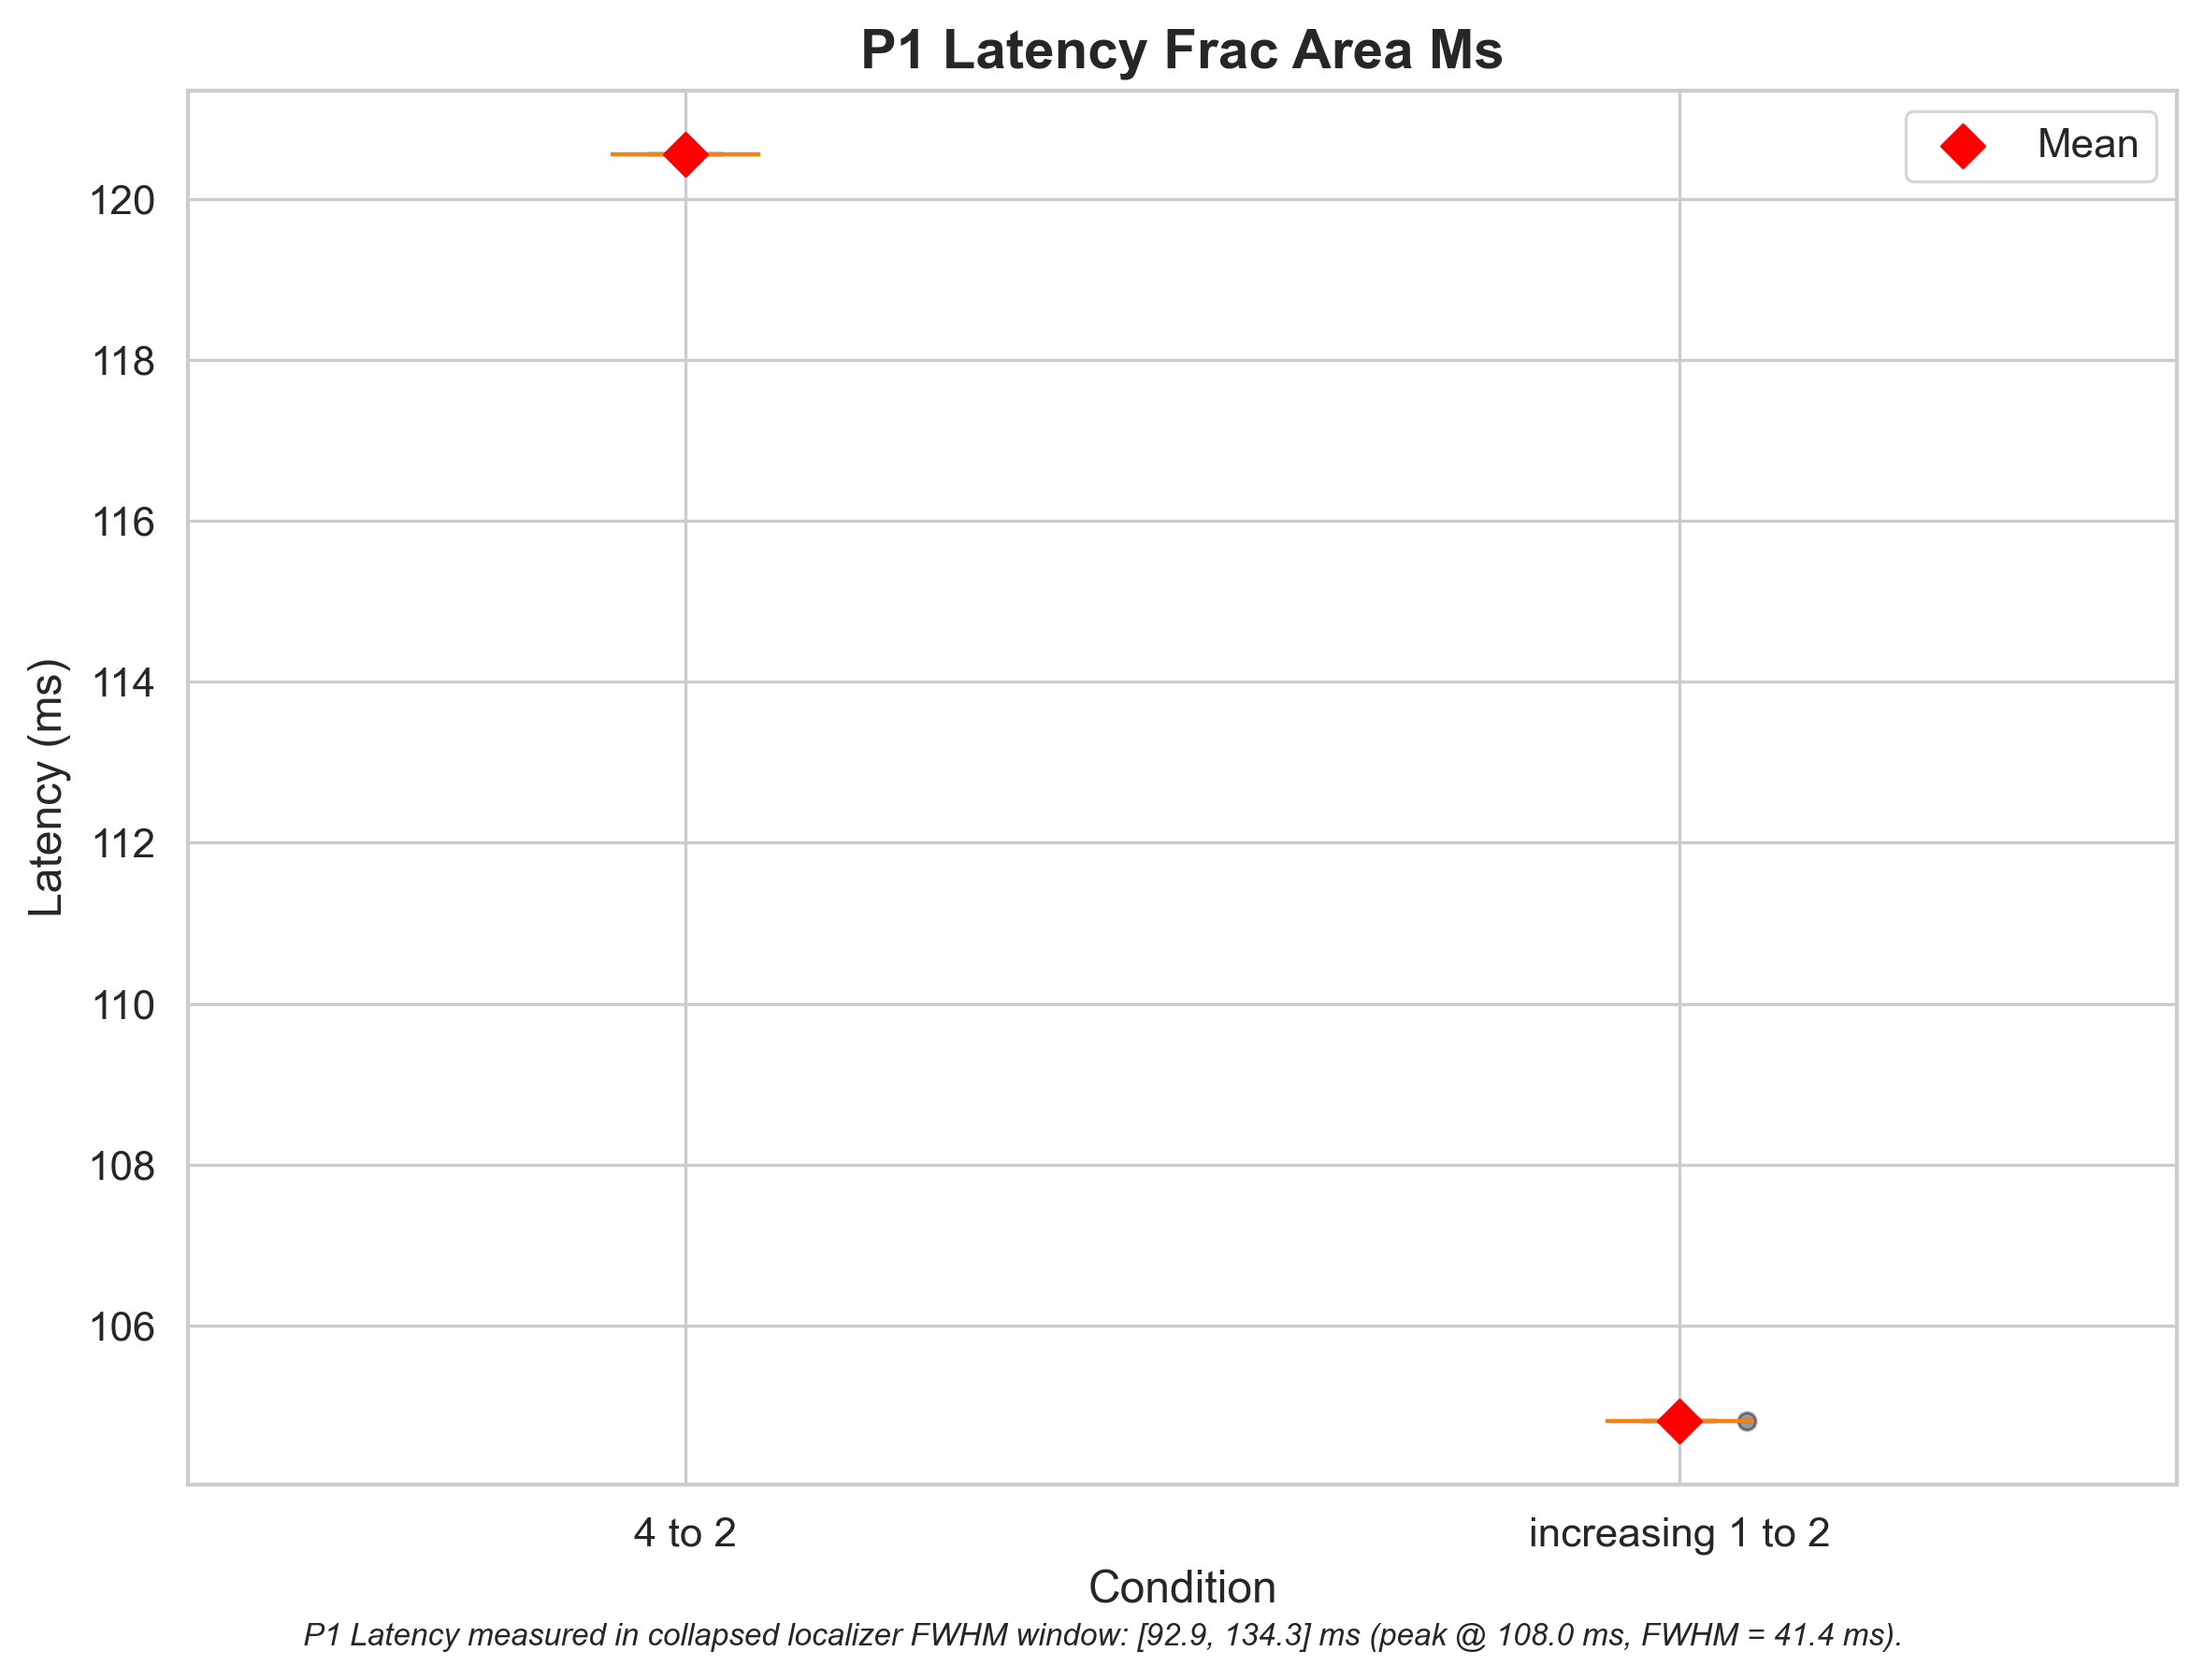 P1 Latency Frac Area Ms
Mean
120
118
116
114
112
110
108
106
Latency (ms)
4 to 2
increasing 1 to 2
Condition
P1 Latency measured in collapsed localizer FWHM window: [92.9, 134.3] ms (peak @ 108.0 ms, FWHM = 41.4 ms).